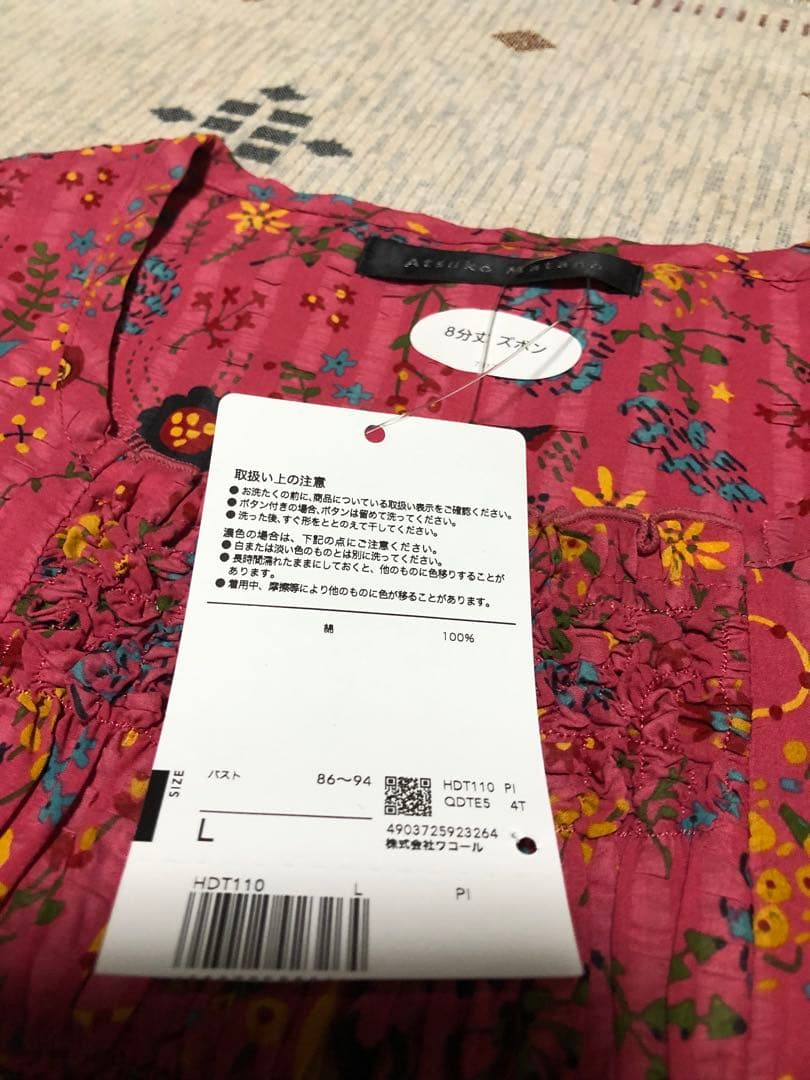 Atsuko Matano
8分丈 ズボン
取扱い上の注意
●お洗たくの前に、商品についている取扱い表示をご確認ください。
●ボタン付きの場合、ボタンは留めて洗ってください。
●洗った後、すぐ形をととのえて干してください。
濃色の場合は、下記の点にご注意ください。
●白または淡い色のものとは別に洗ってください。
●長時間濡れたままにしておくと、他のものに色移りすることが
あります。
●着用中、摩擦等により他のものに色が移ることがあります。
綿 100%
SIZE
バスト 86〜94
L
HDT110 PI
QDTE5 4T
4903725923264
株式会社ワコール
HDT110 L PI